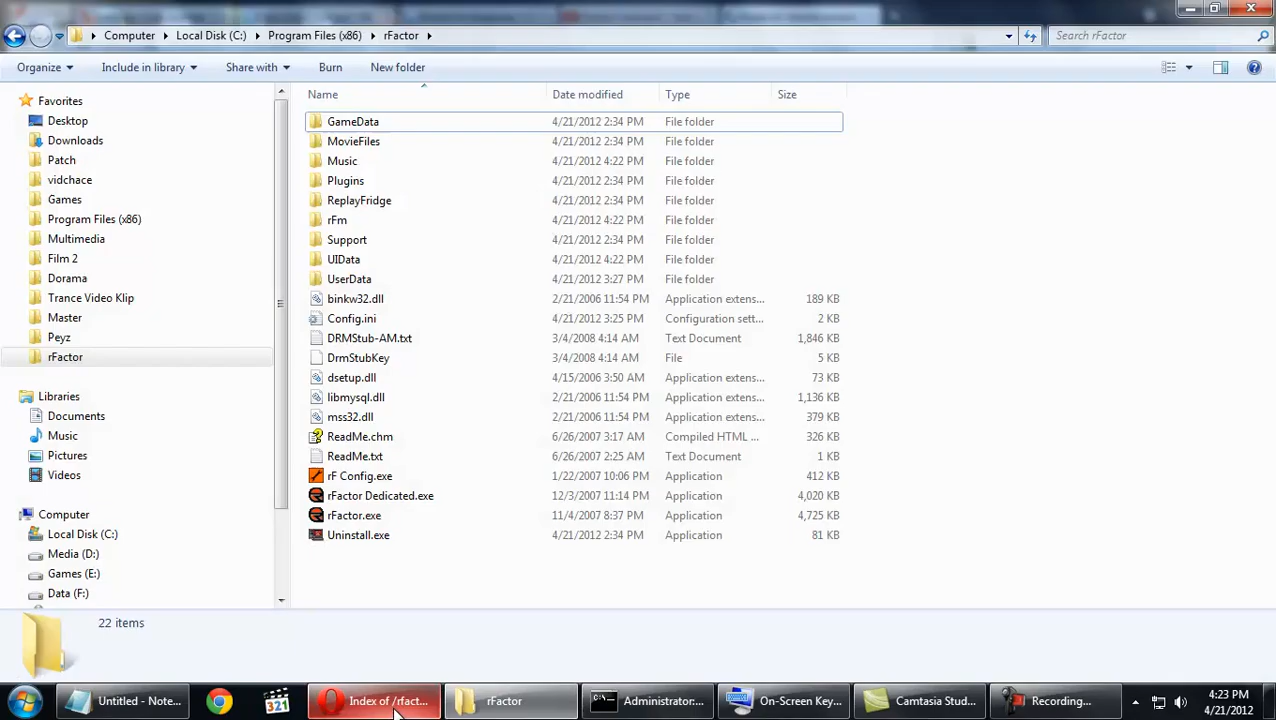 Computer Local Disk (C:) Program Files (x86) rFactor Search rFactor
Organize Include in library Share with Burn New folder
Favorites
Desktop
Downloads
Patch
vidchace
Games
Program Files (x86)
Multimedia
Film 2
Dorama
Trance Video Klip
Master
Peyz
rFactor
Libraries
Documents
Music
Pictures
Videos
Computer
Local Disk (C:)
Media (D:)
Games (E:)
Data (F:)
Name Date modified Type Size
GameData 4/21/2012 2:34 PM File folder
MovieFiles 4/21/2012 2:34 PM File folder
Music 4/21/2012 4:22 PM File folder
Plugins 4/21/2012 2:34 PM File folder
ReplayFridge 4/21/2012 2:34 PM File folder
rFm 4/21/2012 4:22 PM File folder
Support 4/21/2012 2:34 PM File folder
UIData 4/21/2012 4:22 PM File folder
UserData 4/21/2012 3:27 PM File folder
binkw32.dll 2/21/2006 11:54 PM Application extens... 189 KB
Config.ini 4/21/2012 3:25 PM Configuration sett... 2 KB
DRMStub-AM.txt 3/4/2008 4:14 AM Text Document 1,846 KB
DrmStubKey 3/4/2008 4:14 AM File 5 KB
dsetup.dll 4/15/2006 3:50 AM Application extens... 73 KB
libmysql.dll 2/21/2006 11:54 PM Application extens... 1,136 KB
mss32.dll 2/21/2006 11:54 PM Application extens... 379 KB
ReadMe.chm 6/26/2007 3:17 AM Compiled HTML ... 326 KB
ReadMe.txt 6/26/2007 2:25 AM Text Document 1 KB
rF Config.exe 1/22/2007 10:06 PM Application 412 KB
rFactor Dedicated.exe 12/3/2007 11:14 PM Application 4,020 KB
rFactor.exe 11/4/2007 8:37 PM Application 4,725 KB
Uninstall.exe 4/21/2012 2:34 PM Application 81 KB
22 items
Untitled - Note... 321 Index of /rfact... rFactor Administrator:... On-Screen Key... Camtasia Stud... Recording... 4:23 PM
4/21/2012